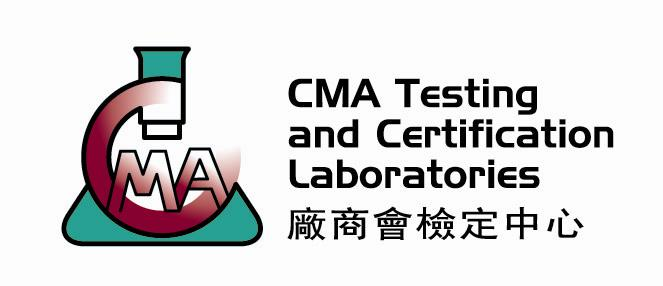 CMA
CMA Testing
and Certification
Laboratories
廠商會檢定中心